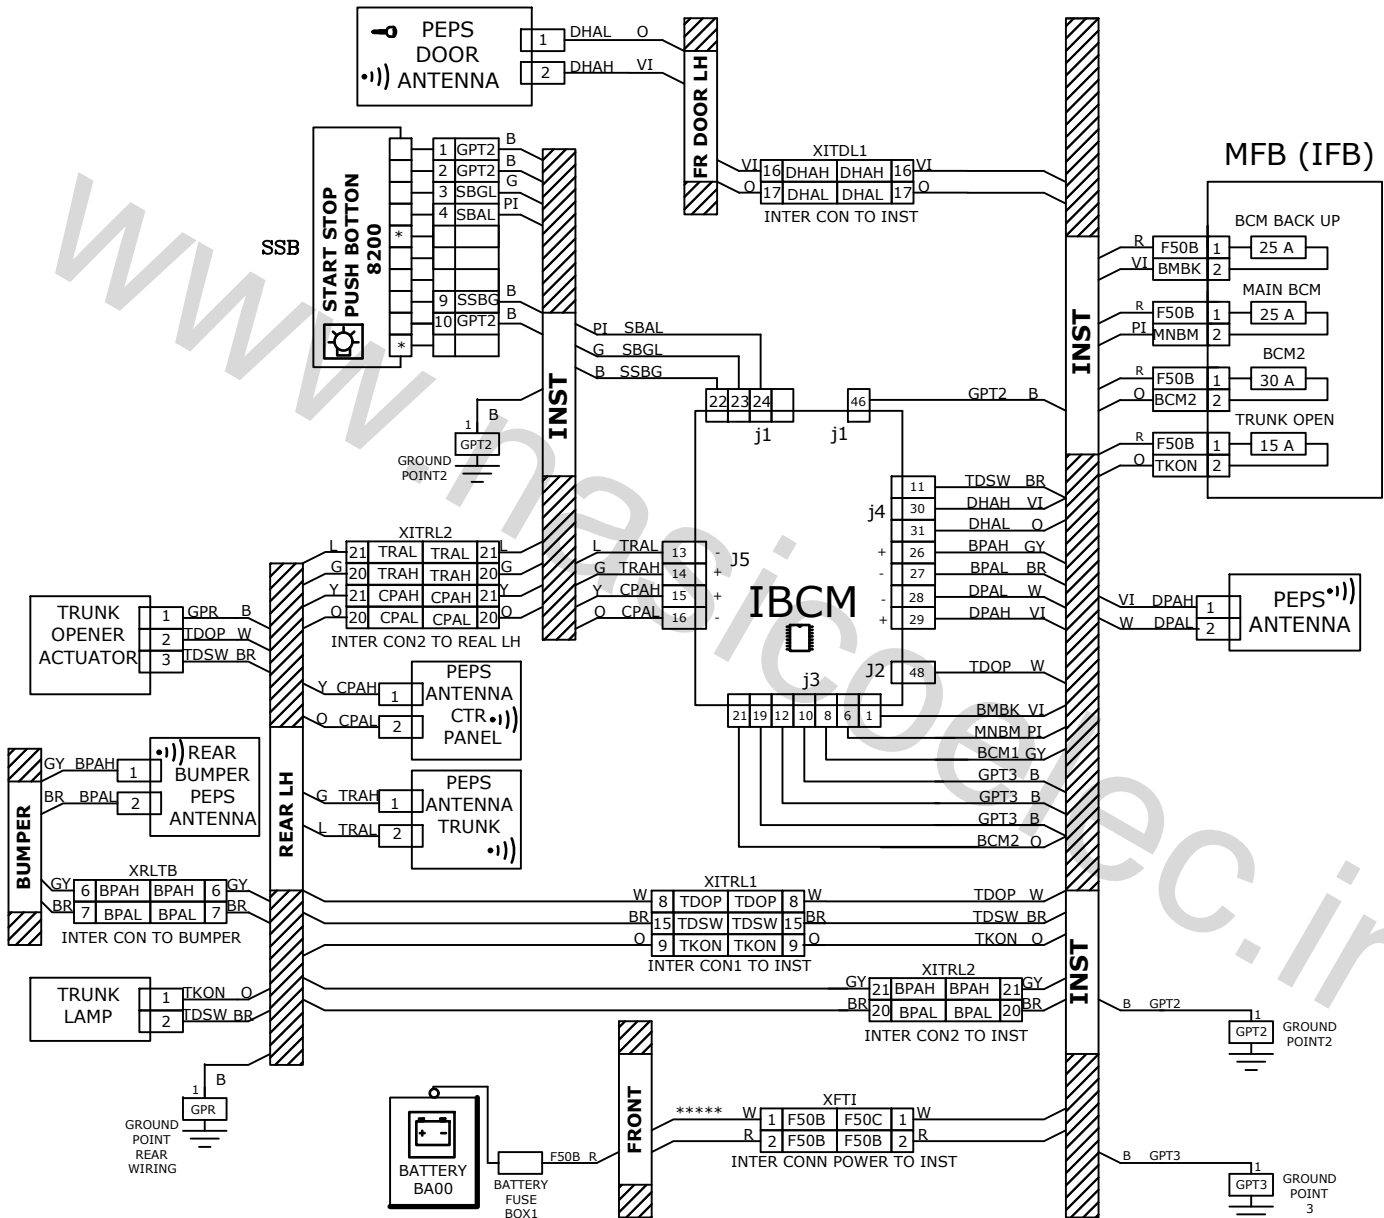 PEPS
DOOR
ANTENNA
1 DHAL O
2 DHAH VI
FR DOOR LH
XITDL1
VI 16 DHAH DHAH 16 VI
O 17 DHAL DHAL 17 O
INTER CON TO INST
SSB
START STOP
PUSH BOTTON
8200
1 GPT2 B
2 GPT2 B
3 SBGL G
4 SBAL PI
*
9 SSBG B
10 GPT2 B
*
INST
PI SBAL
G SBGL
B SSBG
B
1
GPT2
GROUND
POINT2
MFB (IFB)
BCM BACK UP
R F50B 1 25 A
VI BMBK 2
MAIN BCM
R F50B 1 25 A
PI MNBM 2
BCM2
R F50B 1 30 A
O BCM2 2
TRUNK OPEN
R F50B 1 15 A
O TKON 2
INST
22 23 24
j1
46
j1
GPT2 B
IBCM
j4
11 TDSW BR
30 DHAH VI
31 DHAL O
+ 26 BPAH GY
- 27 BPAL BR
- 28 DPAL W
+ 29 DPAH VI
J2 48 TDOP W
J5
L TRAL 13 -
G TRAH 14 +
Y CPAH 15 +
O CPAL 16 -
j3
21 19 12 10 8 6 1
BMBK VI
MNBM PI
BCM1 GY
GPT3 B
GPT3 B
GPT3 B
BCM2 O
VI DPAH 1
W DPAL 2
PEPS
ANTENNA
XITRL2
L 21 TRAL TRAL 21 L
G 20 TRAH TRAH 20 G
Y 21 CPAH CPAH 21 Y
O 20 CPAL CPAL 20 O
INTER CON2 TO REAL LH
TRUNK
OPENER
ACTUATOR
1 GPR B
2 TDOP W
3 TDSW BR
PEPS
ANTENNA
CTR
PANEL
Y CPAH 1
O CPAL 2
REAR LH
PEPS
ANTENNA
TRUNK
G TRAH 1
L TRAL 2
REAR
BUMPER
PEPS
ANTENNA
GY BPAH 1
BR BPAL 2
BUMPER
XRLTB
GY 6 BPAH BPAH 6 GY
BR 7 BPAL BPAL 7 BR
INTER CON TO BUMPER
XITRL1
W 8 TDOP TDOP 8 W
BR 15 TDSW TDSW 15 BR
O 9 TKON TKON 9 O
INTER CON1 TO INST
TDOP W
TDSW BR
TKON O
INST
XITRL2
GY 21 BPAH BPAH 21 GY
BR 20 BPAL BPAL 20 BR
INTER CON2 TO INST
TRUNK
LAMP
1 TKON O
2 TDSW BR
B
1
GPR
GROUND
POINT
REAR
WIRING
BATTERY
BA00
BATTERY
FUSE
BOX1
F50B R
FRONT
XFTI
***** W 1 F50B F50C 1 W
R 2 F50B F50B 2 R
INTER CONN POWER TO INST
B GPT2
1
GPT2
GROUND
POINT2
B GPT3
1
GPT3
GROUND
POINT
3
www.nasicoelec.ir